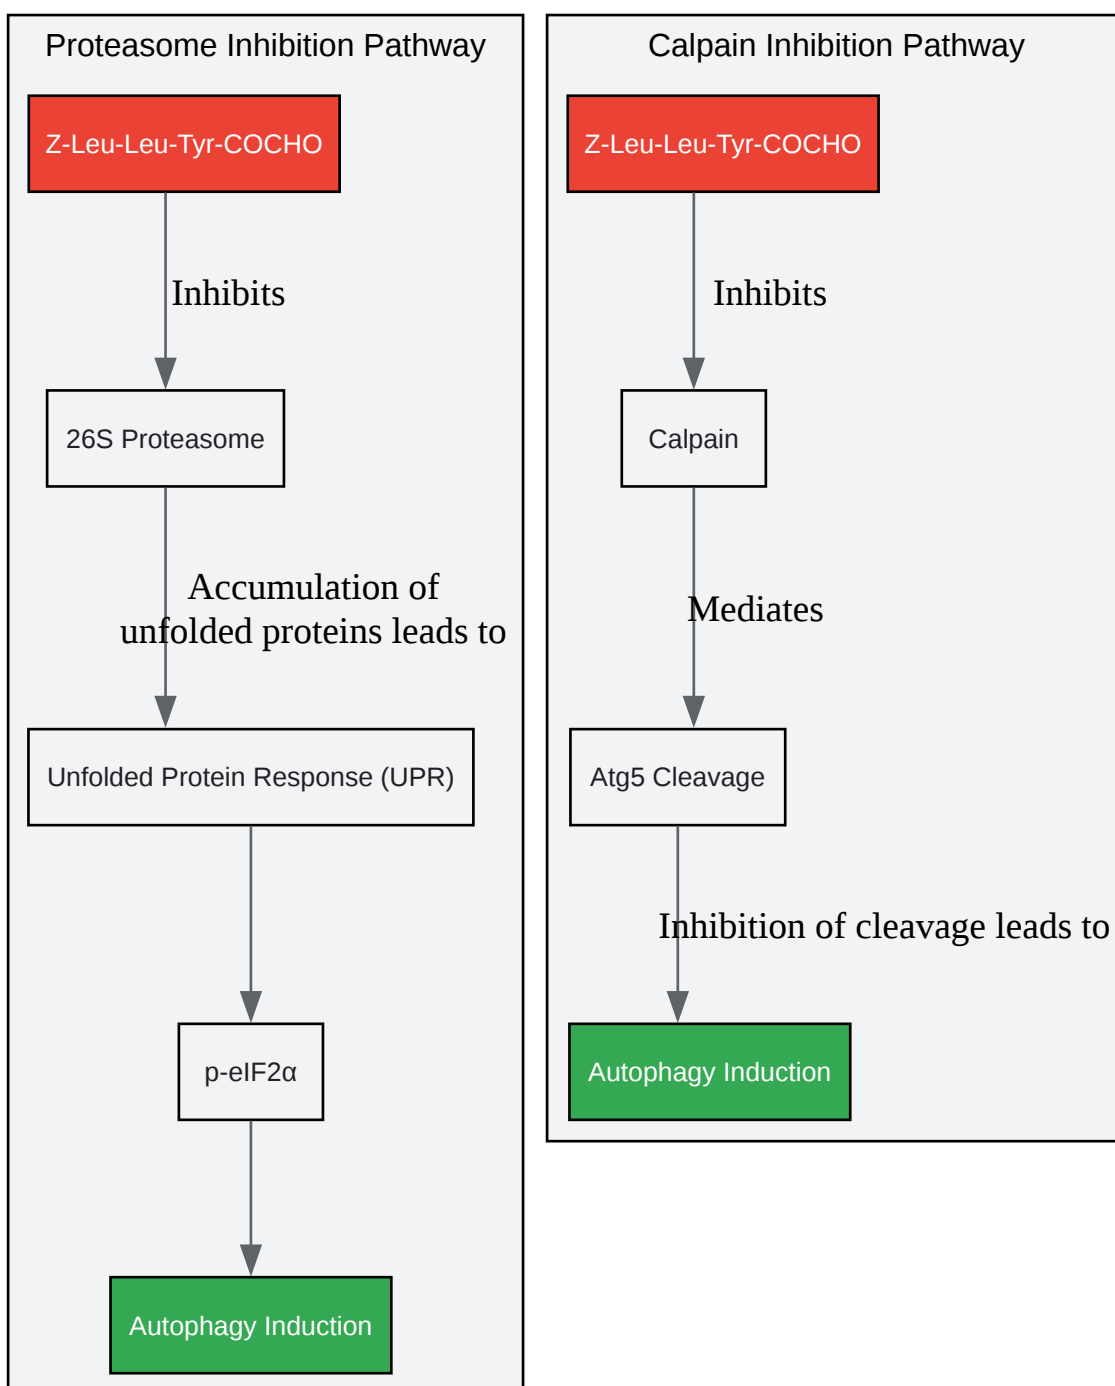 Proteasome Inhibition Pathway
Z-Leu-Leu-Tyr-COCHO
Inhibits
26S Proteasome
Accumulation of
unfolded proteins leads to
Unfolded Protein Response (UPR)
p-eIF2α
Autophagy Induction
Calpain Inhibition Pathway
Z-Leu-Leu-Tyr-COCHO
Inhibits
Calpain
Mediates
Atg5 Cleavage
Inhibition of cleavage leads to
Autophagy Induction